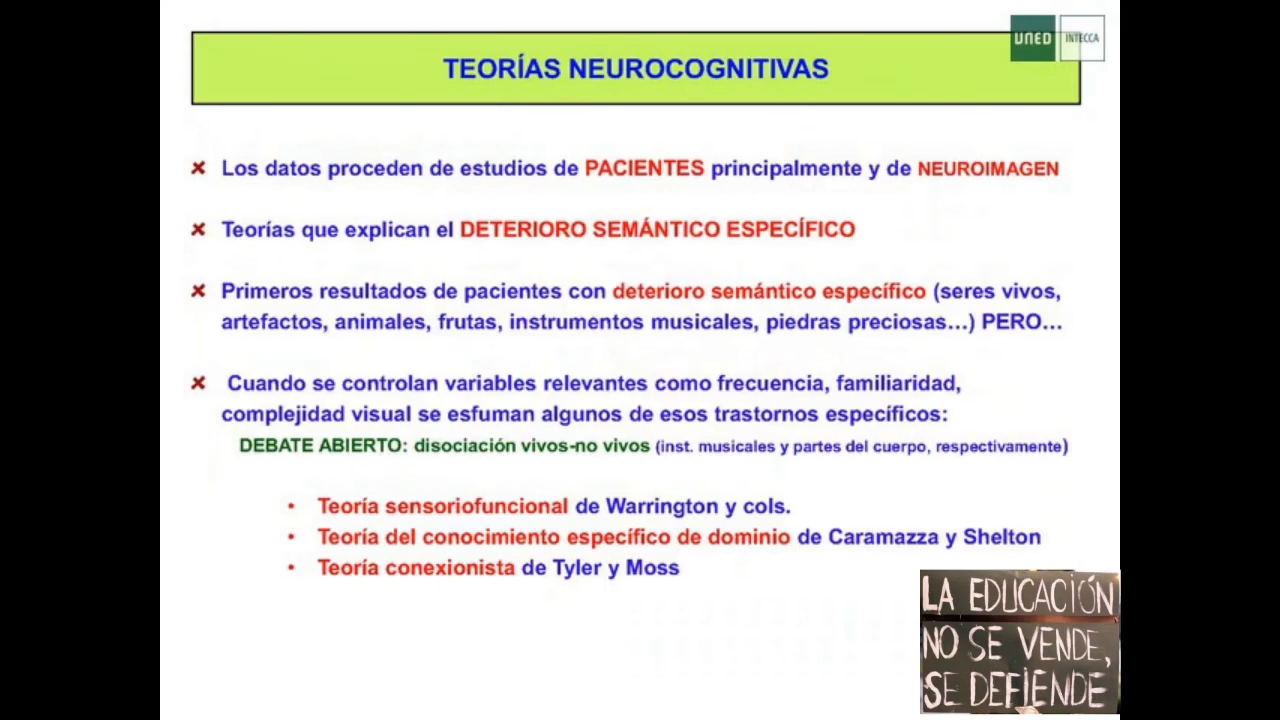 UNED INTECCA
TEORÍAS NEUROCOGNITIVAS
Los datos proceden de estudios de PACIENTES principalmente y de NEUROIMAGEN
Teorías que explican el DETERIORO SEMÁNTICO ESPECÍFICO
Primeros resultados de pacientes con deterioro semántico específico (seres vivos,
artefactos, animales, frutas, instrumentos musicales, piedras preciosas…) PERO…
Cuando se controlan variables relevantes como frecuencia, familiaridad,
complejidad visual se esfuman algunos de esos trastornos específicos:
DEBATE ABIERTO: disociación vivos-no vivos (inst. musicales y partes del cuerpo, respectivamente)
• Teoría sensoriofuncional de Warrington y cols.
• Teoría del conocimiento específico de dominio de Caramazza y Shelton
• Teoría conexionista de Tyler y Moss
LA EDUCACIÓN
NO SE VENDE,
SE DEFIENDE